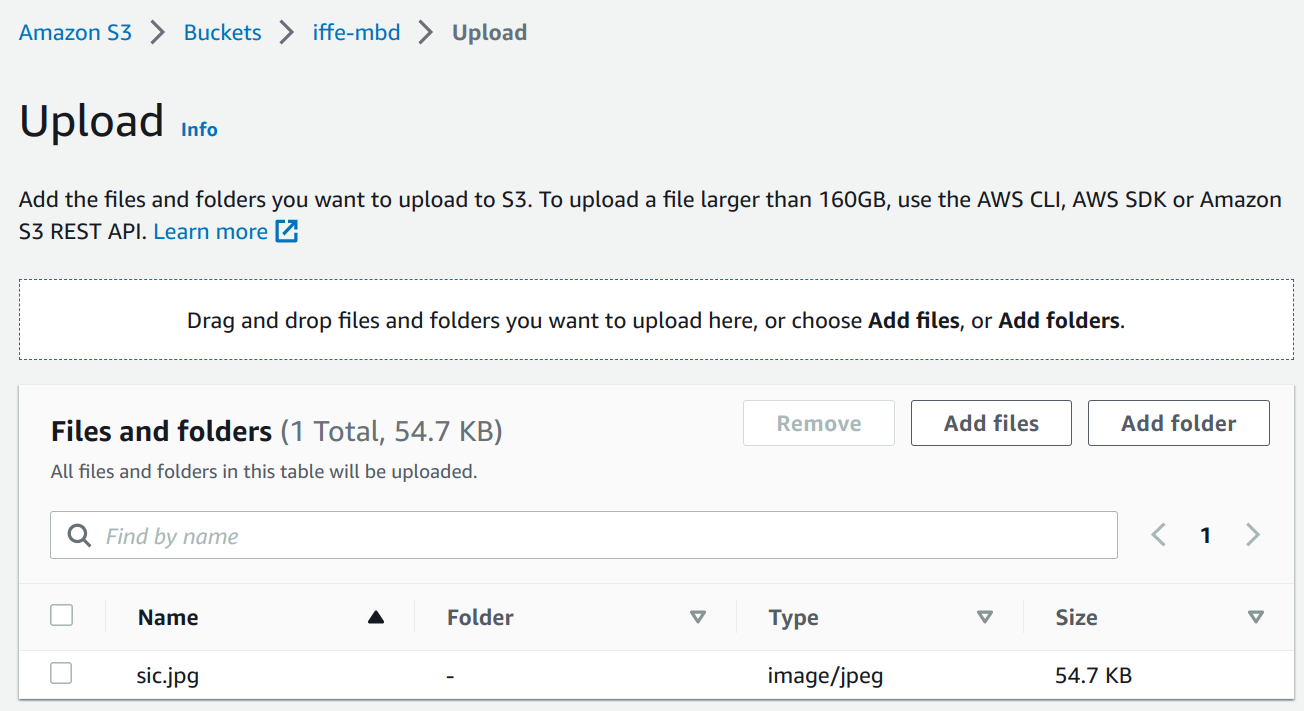 Amazon S3 > Buckets > iffe-mbd > Upload
Upload Info
Add the files and folders you want to upload to S3. To upload a file larger than 160GB, use the AWS CLI, AWS SDK or Amazon
S3 REST API. Learn more
Drag and drop files and folders you want to upload here, or choose Add files, or Add folders.
Files and folders (1 Total, 54.7 KB)
Remove Add files Add folder
All files and folders in this table will be uploaded.
Find by name
1
Name Folder Type Size
sic.jpg - image/jpeg 54.7 KB